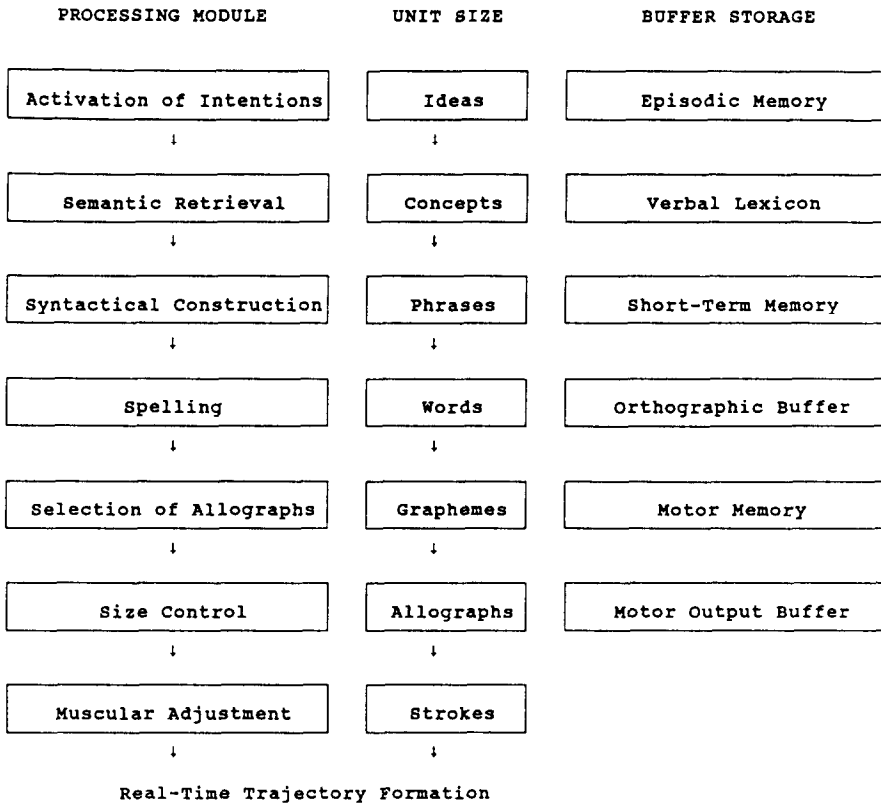 PROCESSING MODULE UNIT SIZE BUFFER STORAGE
Activation of Intentions Ideas Episodic Memory
↓ ↓
Semantic Retrieval Concepts Verbal Lexicon
↓ ↓
Syntactical Construction Phrases Short-Term Memory
↓ ↓
Spelling Words Orthographic Buffer
↓ ↓
Selection of Allographs Graphemes Motor Memory
↓ ↓
Size Control Allographs Motor Output Buffer
↓ ↓
Muscular Adjustment Strokes
↓ ↓
Real-Time Trajectory Formation